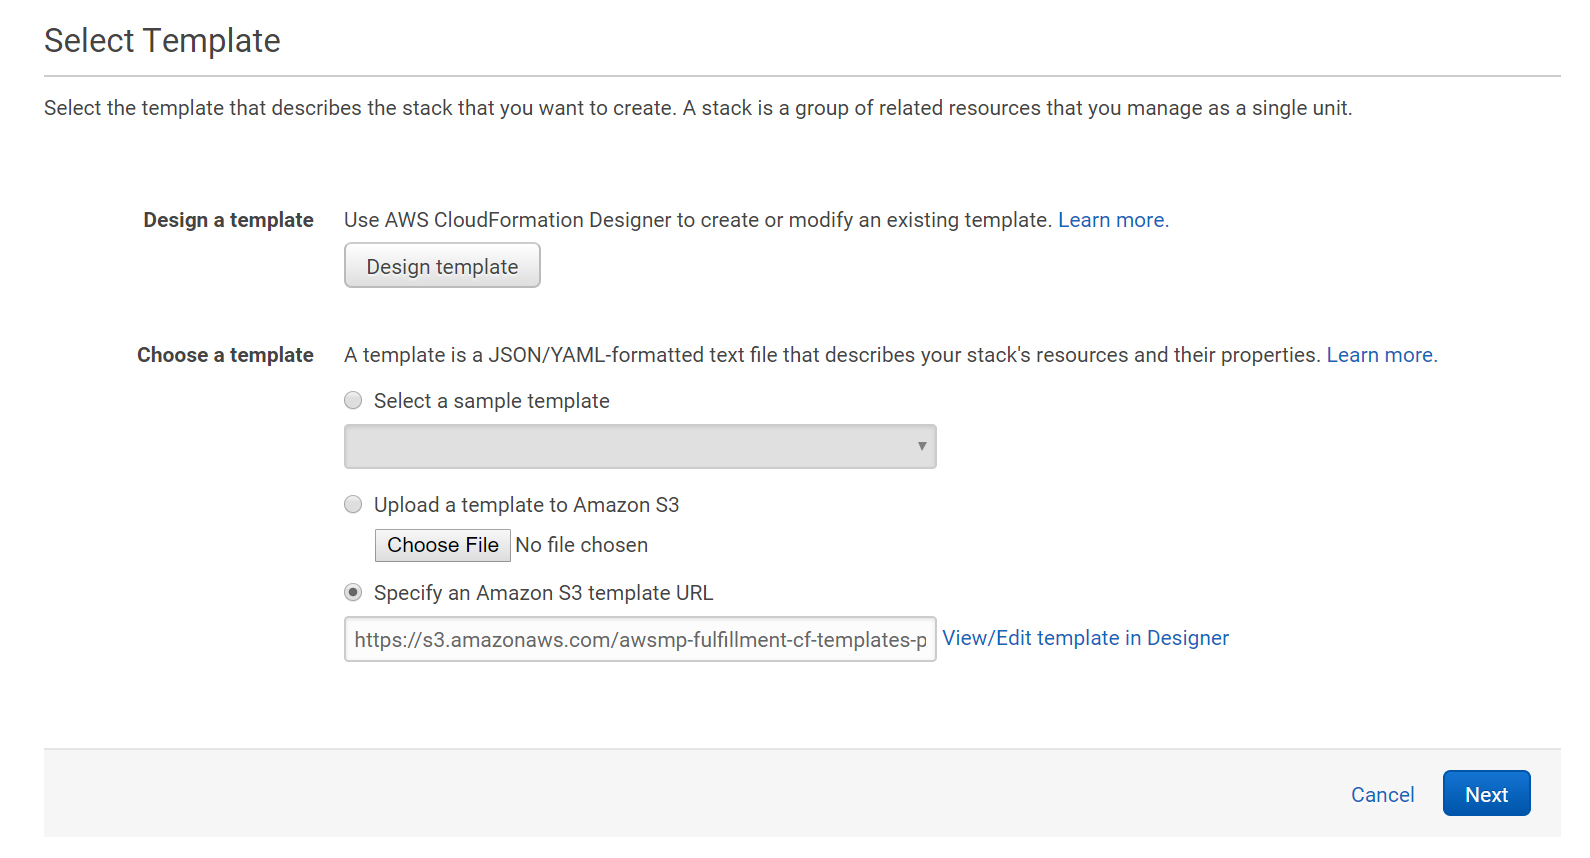 Select Template
Select the template that describes the stack that you want to create. A stack is a group of related resources that you manage as a single unit.
Design a template
Use AWS CloudFormation Designer to create or modify an existing template. Learn more.
Design template
Choose a template
A template is a JSON/YAML-formatted text file that describes your stack's resources and their properties. Learn more.
Select a sample template
Upload a template to Amazon S3
Choose File No file chosen
Specify an Amazon S3 template URL
https://s3.amazonaws.com/awsmp-fulfillment-cf-templates-p View/Edit template in Designer
Cancel Next